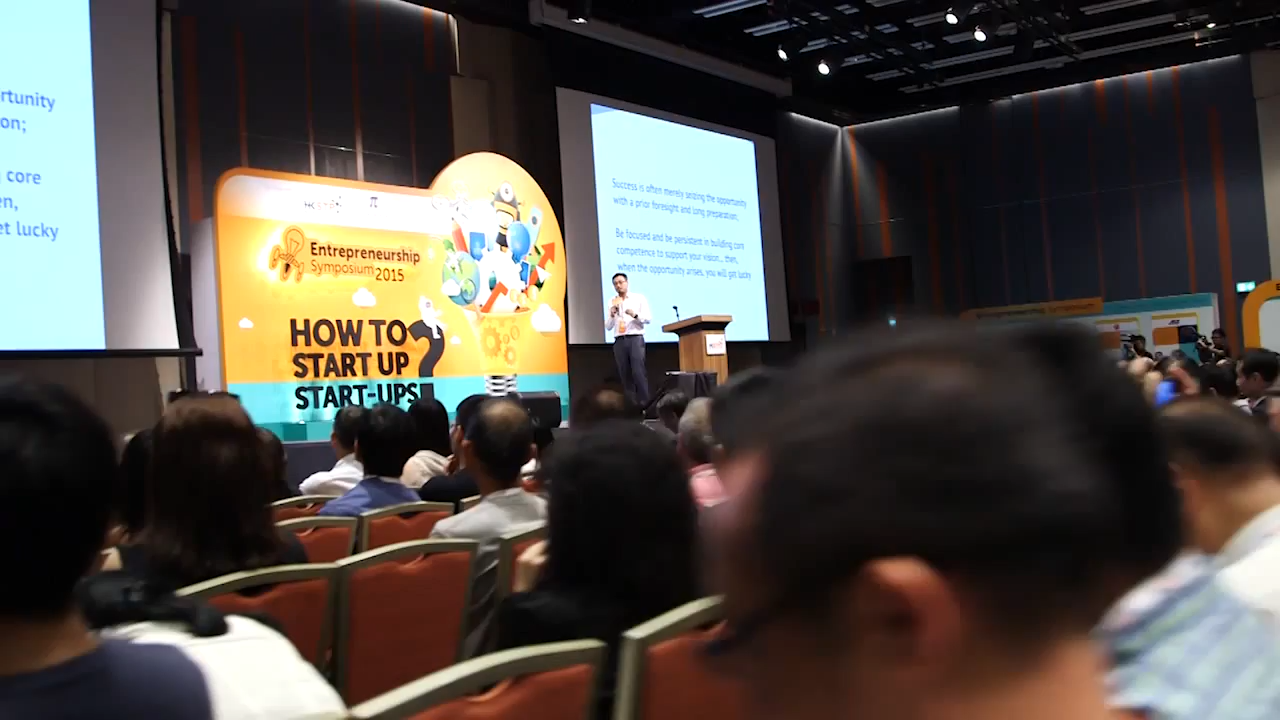 rtunity
on;
core
en,
et lucky
Entrepreneurship
Symposium 2015
HOW TO
START UP
START-UPS?
Success is often merely seizing the opportunity
with a prior foresight and long preparation;
Be focused and be persistent in building core
competence to support your vision... then,
when the opportunity arises, you will get lucky